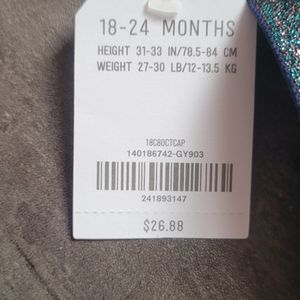 18-24 MONTHS
HEIGHT 31-33 IN/78.5-84 CM
WEIGHT 27-30 LB/12-13.5 KG
18C80CTCAP
140186742-GY903
241893147
$26.88